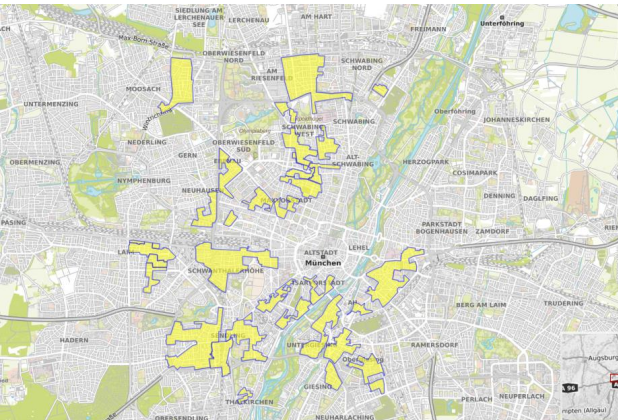 SIEDLUNG AM
LERCHENAUER
SEE
LERCHENAU
AM HART
Unterföhring
FREIMANN
Max-Born-Straße
OBERWIESENFELD
NORD
AM
RIESENFELD
SCHWABING
NORD
MOOSACH
UNTERMENZING
Oberföhring
JOHANNESKIRCHEN
SCHWABING
WEST
SCHWABING
NEDERLING
OBERWIESENFELD
SÜD
GERN
ALT-
SCHWABING
HERZOGPARK
OBERMENZING
COSIMAPARK
NYMPHENBURG
NEUHAUSEN
DENNING
DAGLFING
PASING
PARKSTADT
BOGENHAUSEN
ZAMDORF
LEHEL
ALTSTADT
München
SCHWANTHALERHÖHE
BERG AM LAIM
TRUDERING
HADERN
RAMERSDORF
Augsburg
GIESING
A 96
THALKIRCHEN
PERLACH
NEUPERLACH
mpten (Allgäu)
OBERSENDLING
NEUHARLACHING